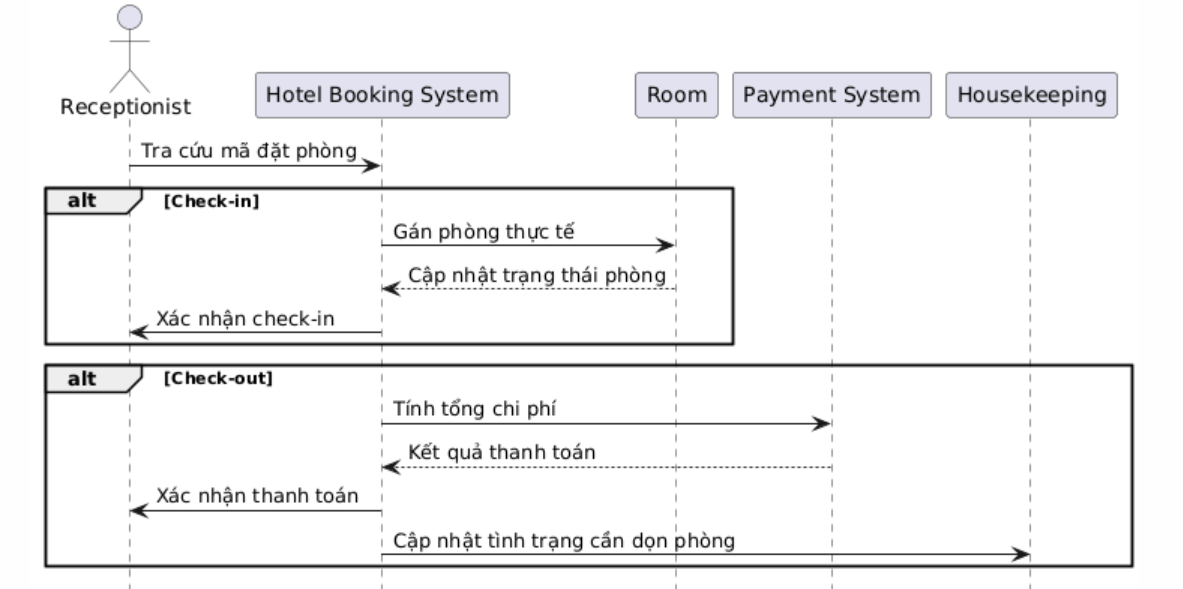 Receptionist
Hotel Booking System
Room
Payment System
Housekeeping
Tra cứu mã đặt phòng
alt [Check-in]
Gán phòng thực tế
Cập nhật trạng thái phòng
Xác nhận check-in
alt [Check-out]
Tính tổng chi phí
Kết quả thanh toán
Xác nhận thanh toán
Cập nhật tình trạng cần dọn phòng